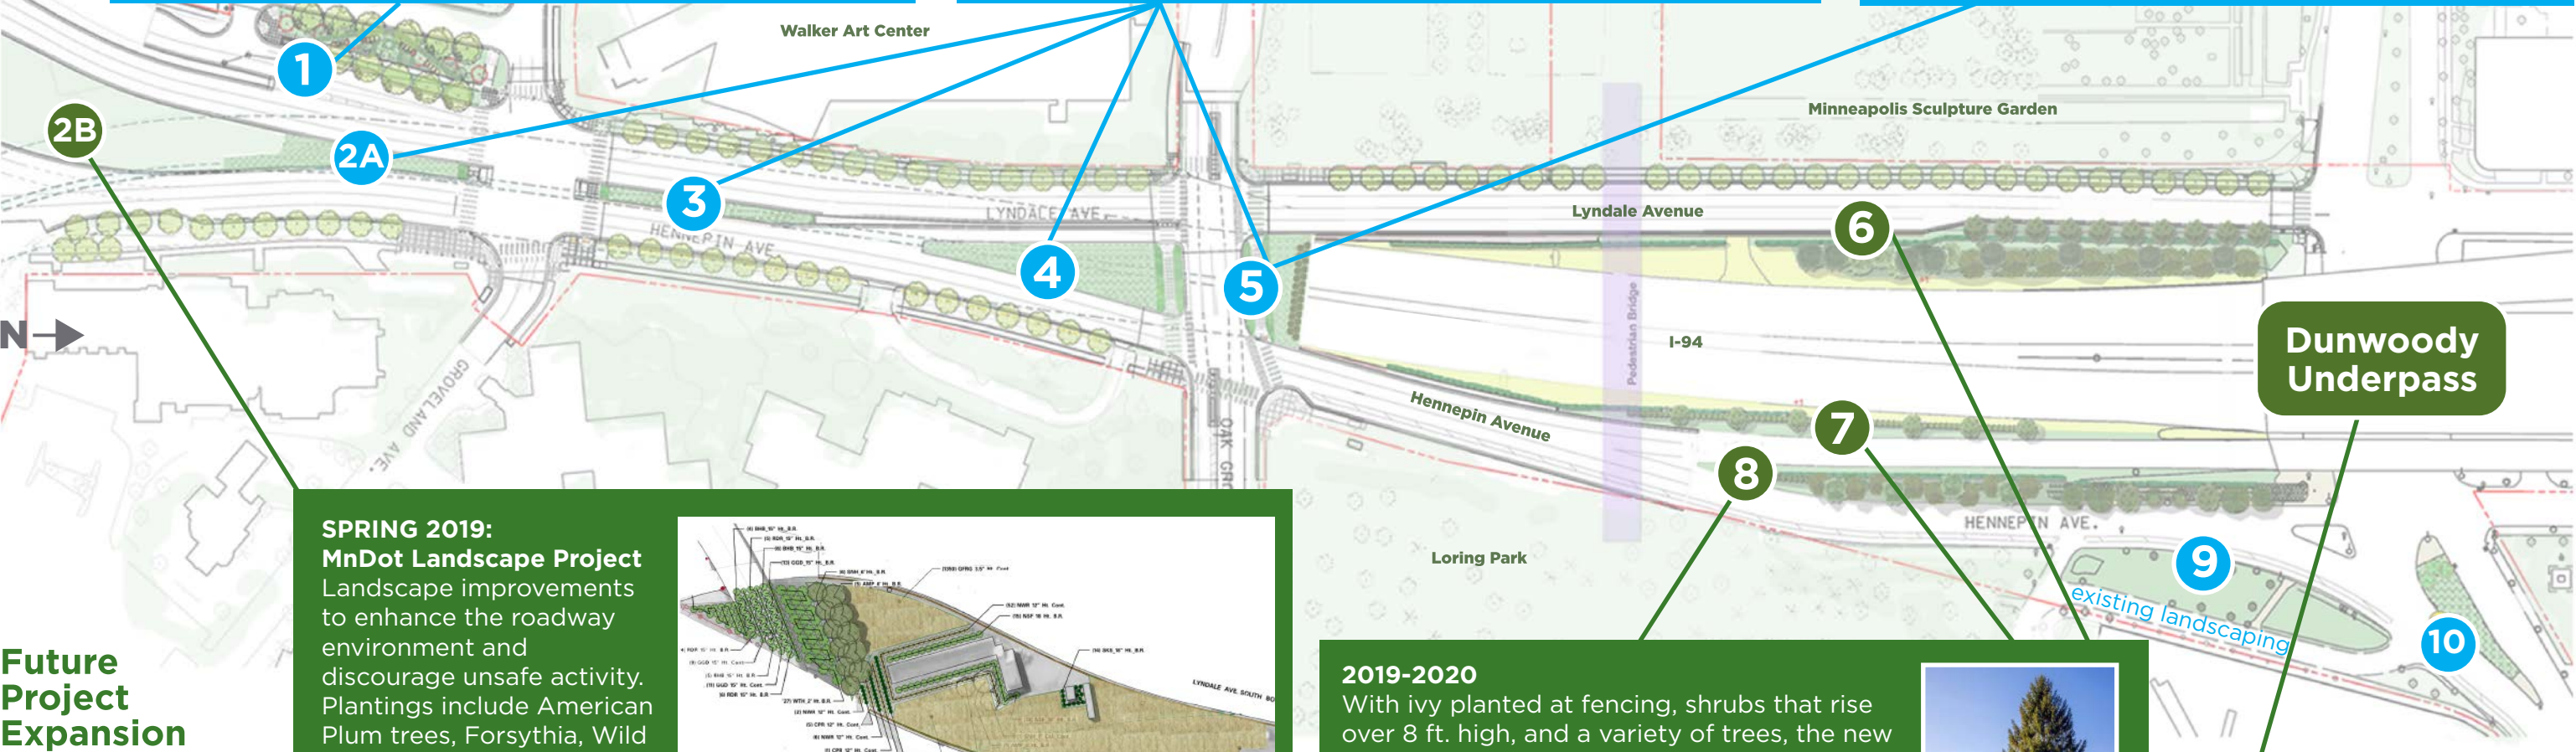 Walker Art Center
1
Minneapolis Sculpture Garden
2B
2A
3
LYNDALE AVE.
Lyndale Avenue
6
HENNEPIN AVE
4
5
N
Pedestrian Bridge
I-94
Dunwoody
Underpass
GROVELAND AVE.
Hennepin Avenue
7
8
OAK GRO
HENNEPIN AVE.
Loring Park
9
existing landscaping
10
SPRING 2019:
MnDot Landscape Project
Landscape improvements
to enhance the roadway
environment and
discourage unsafe activity.
Plantings include American
Plum trees, Forsythia, Wild
LYNDALE AVE SOUTH BO
Future
Project
Expansion
2019-2020
With ivy planted at fencing, shrubs that rise
over 8 ft. high, and a variety of trees, the new